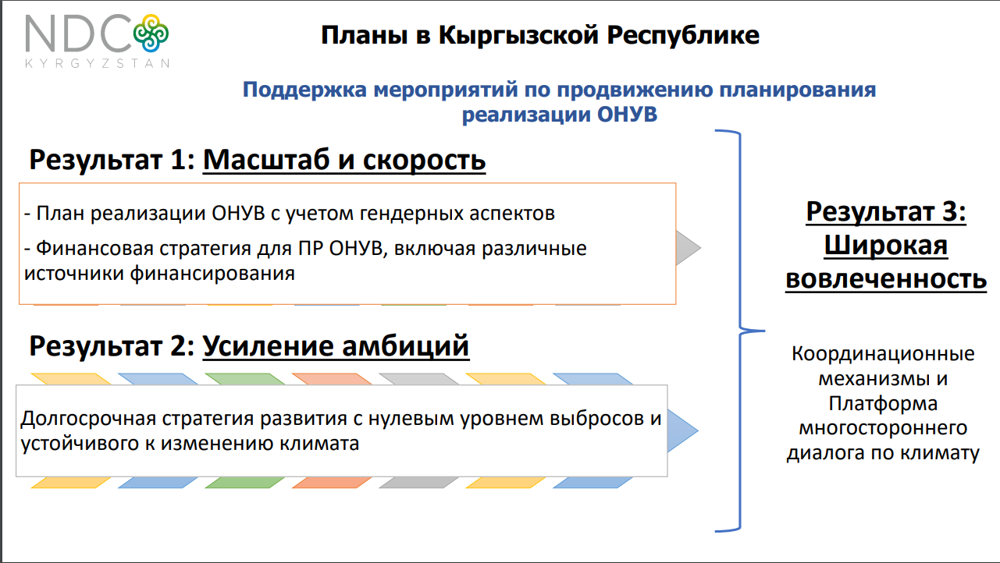 NDC
KYRGYZSTAN
Планы в Кыргызской Республике
Поддержка мероприятий по продвижению планирования
реализации ОНУВ
Результат 1: Масштаб и скорость
- План реализации ОНУВ с учетом гендерных аспектов
- Финансовая стратегия для ПР ОНУВ, включая различные
источники финансирования
Результат 2: Усиление амбиций
Долгосрочная стратегия развития с нулевым уровнем выбросов и
устойчивого к изменению климата
Результат 3:
Широкая
вовлеченность
Координационные
механизмы и
Платформа
многостороннего
диалога по климату